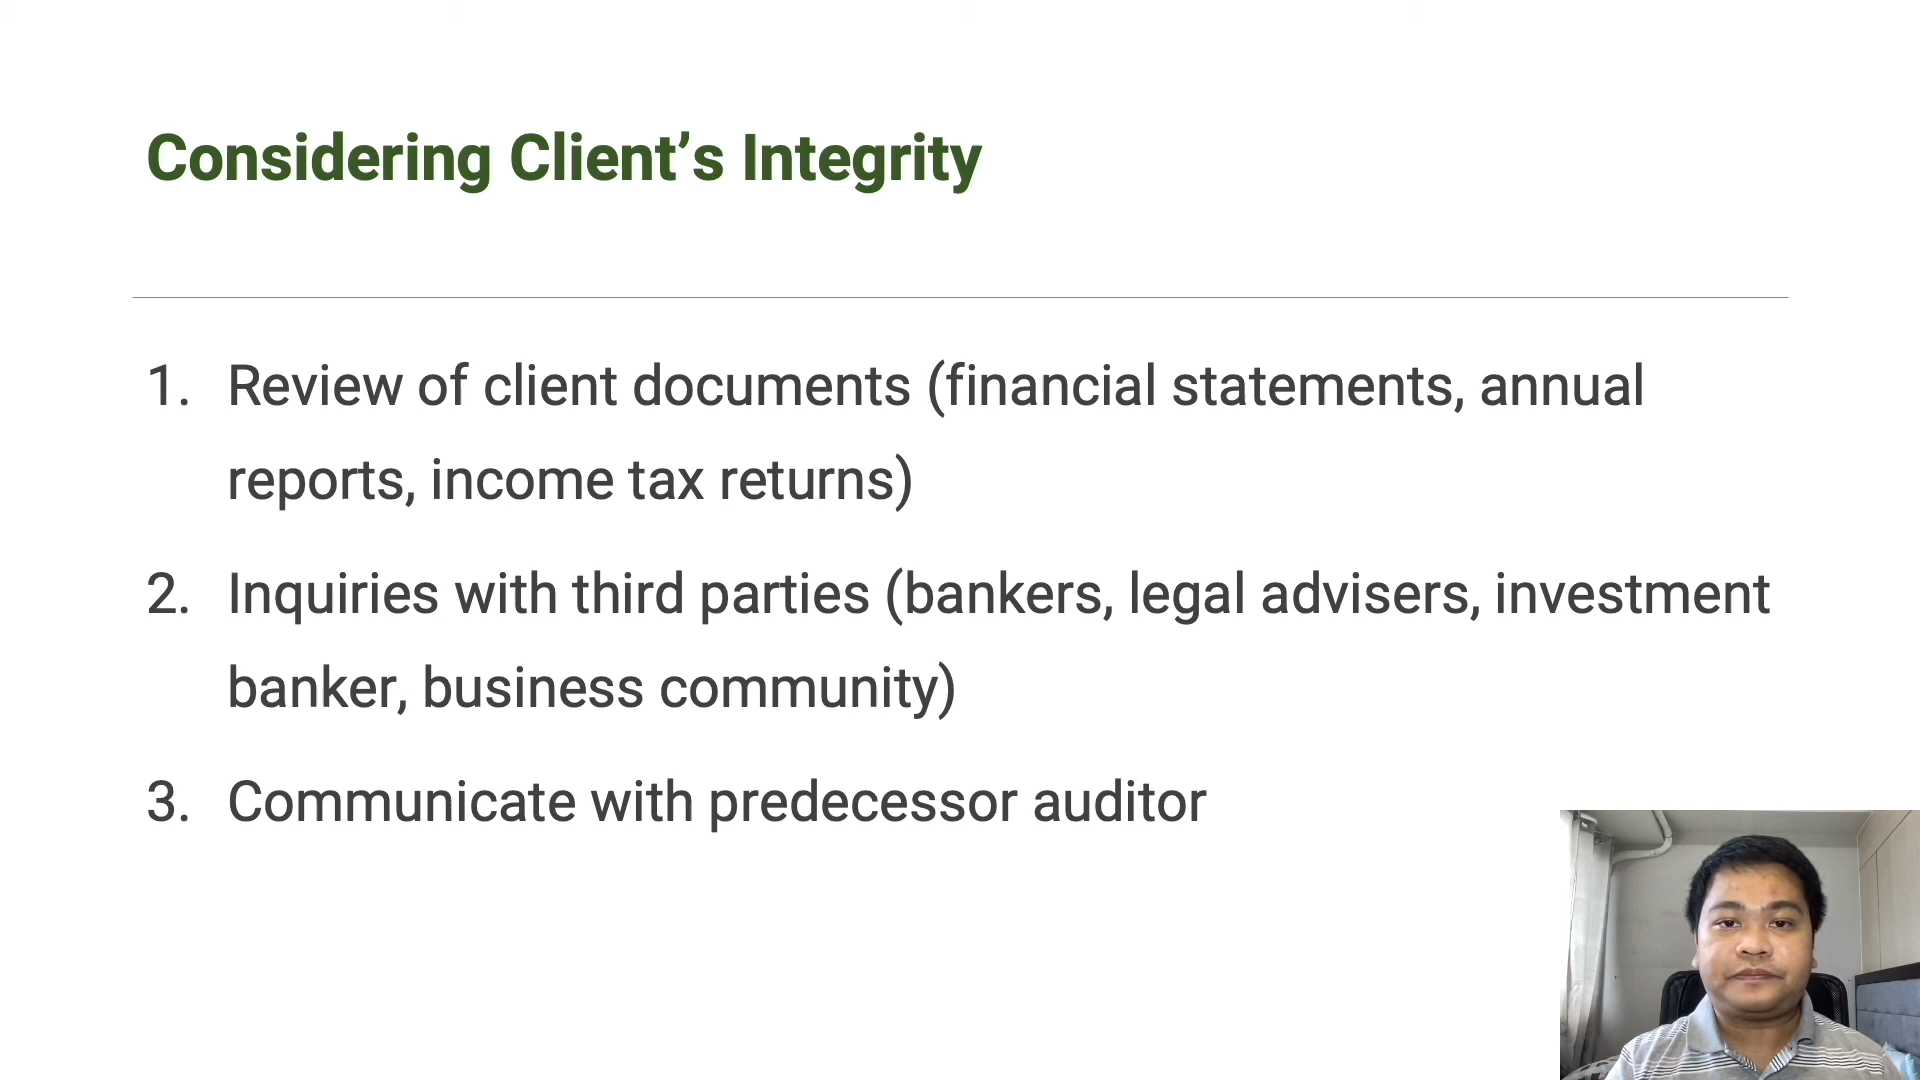 Considering Client’s Integrity
1. Review of client documents (financial statements, annual
reports, income tax returns)
2. Inquiries with third parties (bankers, legal advisers, investment
banker, business community)
3. Communicate with predecessor auditor